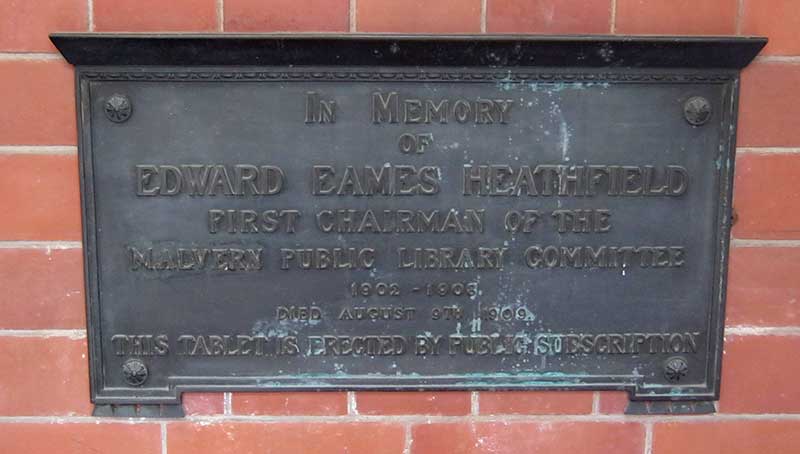 IN MEMORY
OF
EDWARD EAMES HEATHFIELD
FIRST CHAIRMAN OF THE
MALVERN PUBLIC LIBRARY COMMITTEE
1902 - 1903
DIED AUGUST 9TH 1909.
THIS TABLET IS ERECTED BY PUBLIC SUBSCRIPTION